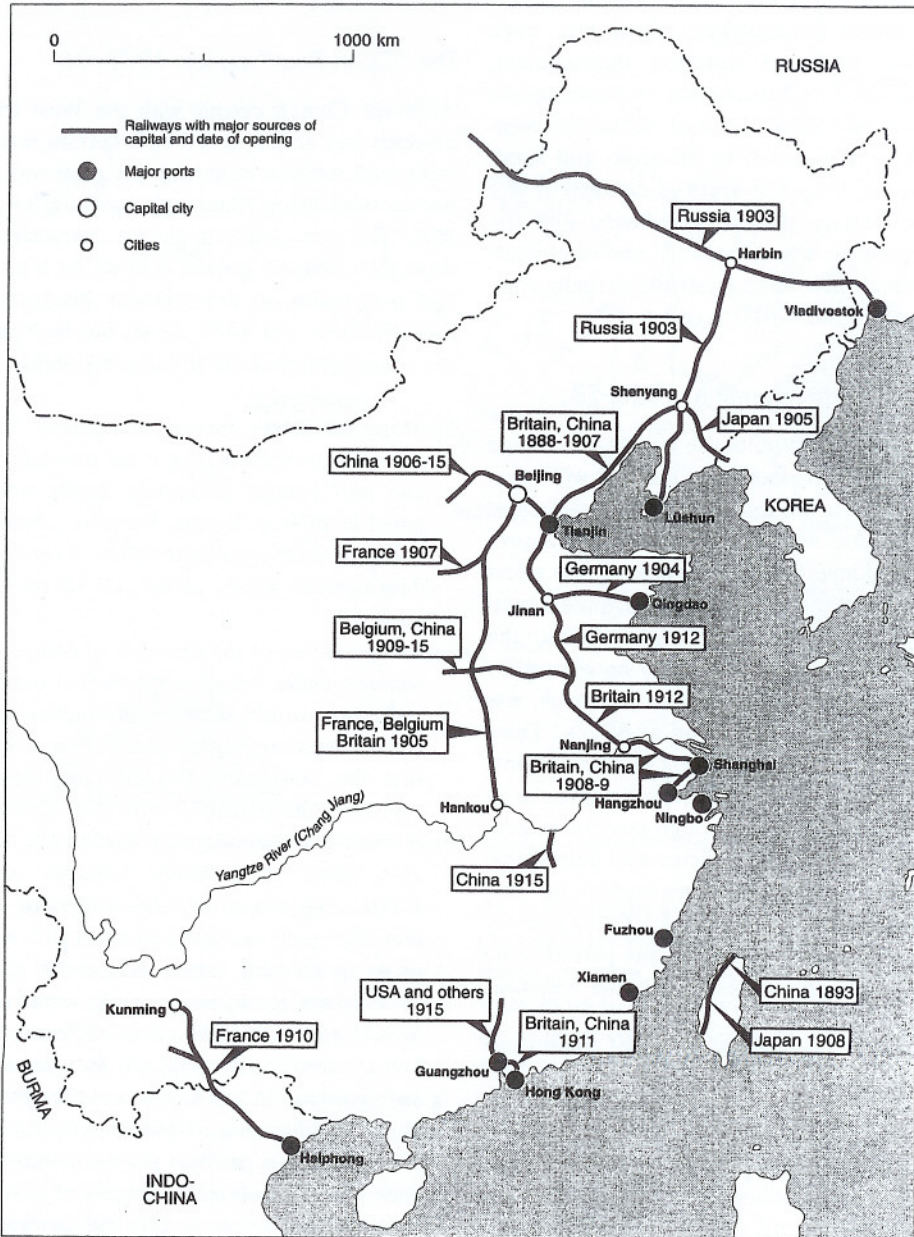 0 1000 km
RUSSIA
Railways with major sources of
capital and date of opening
Major ports
Capital city
Cities
Russia 1903
Harbin
Vladivostok
Russia 1903
Shenyang
Britain, China
1888-1907
Japan 1905
China 1906-15
Beijing
KOREA
Lüshun
Tianjin
France 1907
Germany 1904
Jinan
Qingdao
Belgium, China
1909-15
Germany 1912
Britain 1912
France, Belgium
Britain 1905
Nanjing
Shanghai
Britain, China
1908-9
Hangzhou
Ningbo
Hankou
Yangtze River (Chang Jiang)
China 1915
Fuzhou
Xiamen
USA and others
1915
China 1893
Kunming
Britain, China
1911
France 1910
Japan 1908
Guangzhou
Hong Kong
BURMA
Haiphong
INDO-
CHINA